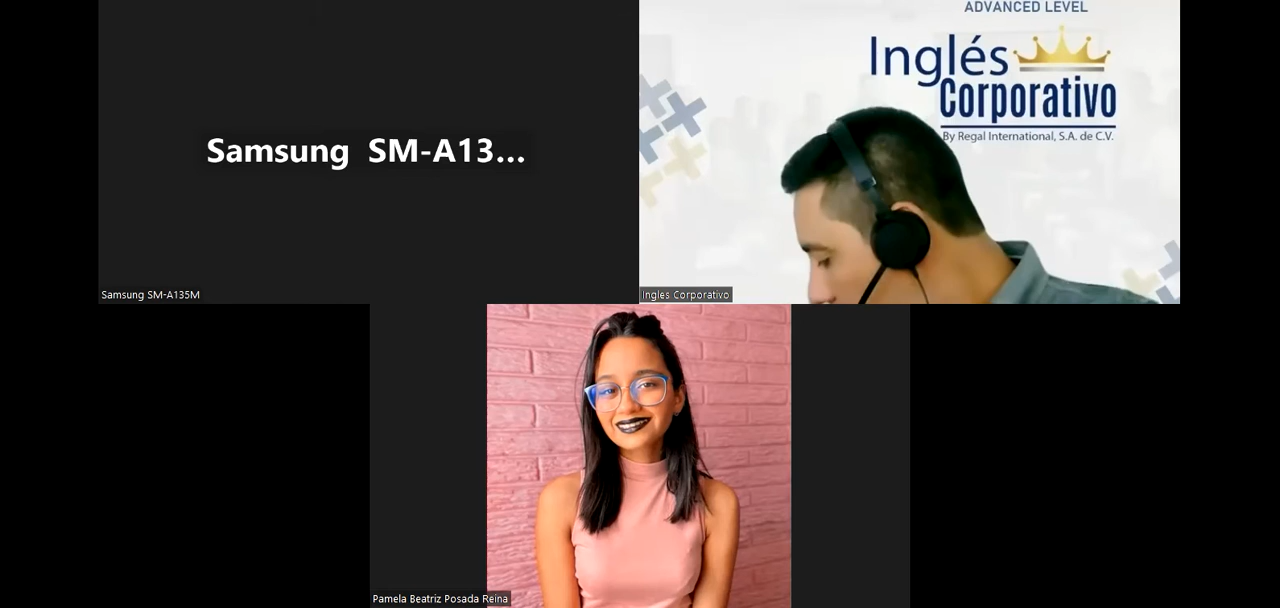 Samsung SM-A13...
Samsung SM-A135M
ADVANCED LEVEL
Inglés
Corporativo
By Regal International, S.A. de C.V.
Ingles Corporativo
Pamela Beatriz Posada Reina